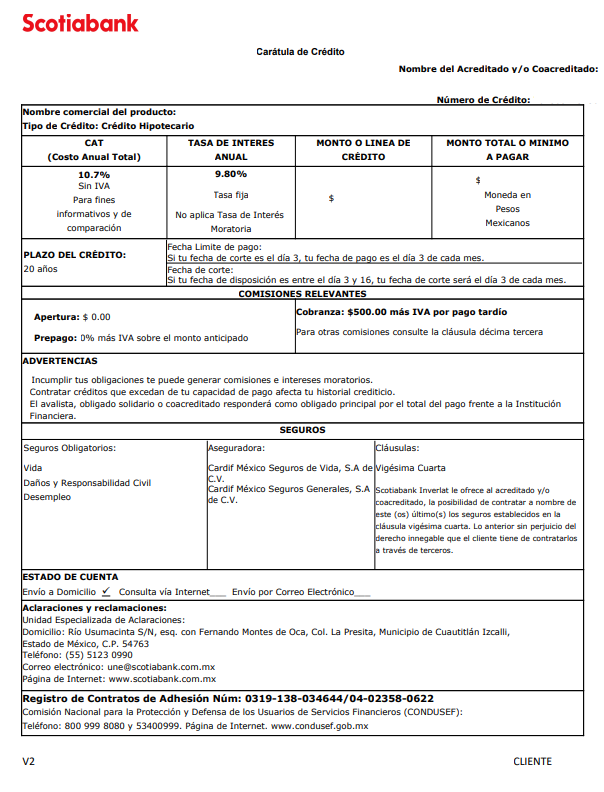 Scotiabank
Carátula de Crédito
Nombre del Acreditado y/o Coacreditado:
Número de Crédito:
Nombre comercial del producto:
Tipo de Crédito: Crédito Hipotecario
CAT
(Costo Anual Total)
TASA DE INTERES
ANUAL
MONTO O LINEA DE
CRÉDITO
MONTO TOTAL O MINIMO
A PAGAR
10.7%
Sin IVA
Para fines
informativos y de
comparación
9.80%
Tasa fija
No aplica Tasa de Interés
Moratoria
$
$
Moneda en
Pesos
Mexicanos
PLAZO DEL CRÉDITO:
20 años
Fecha Limite de pago:
Si tu fecha de corte es el día 3, tu fecha de pago es el día 3 de cada mes.
Fecha de corte:
Si tu fecha de disposición es entre el día 3 y 16, tu fecha de corte será el día 3 de cada mes.
COMISIONES RELEVANTES
Apertura: $ 0.00
Prepago: 0% más IVA sobre el monto anticipado
Cobranza: $500.00 más IVA por pago tardío
Para otras comisiones consulte la cláusula décima tercera
ADVERTENCIAS
Incumplir tus obligaciones te puede generar comisiones e intereses moratorios.
Contratar créditos que excedan de tu capacidad de pago afecta tu historial crediticio.
El avalista, obligado solidario o coacreditado responderá como obligado principal por el total del pago frente a la Institución
Financiera.
SEGUROS
Seguros Obligatorios:
Vida
Daños y Responsabilidad Civil
Desempleo
Aseguradora:
Cardif México Seguros de Vida, S.A de
C.V.
Cardif México Seguros Generales, S.A
de C.V.
Cláusulas:
Vigésima Cuarta
Scotiabank Inverlat le ofrece al acreditado y/o
coacreditado, la posibilidad de contratar a nombre de
este (os) último(s) los seguros establecidos en la
cláusula vigésima cuarta. Lo anterior sin perjuicio del
derecho innegable que el cliente tiene de contratarlos
a través de terceros.
ESTADO DE CUENTA
Envío a Domicilio ✓ Consulta vía Internet___ Envío por Correo Electrónico___
Aclaraciones y reclamaciones:
Unidad Especializada de Aclaraciones:
Domicilio: Río Usumacinta S/N, esq. con Fernando Montes de Oca, Col. La Presita, Municipio de Cuautitlán Izcalli,
Estado de México, C.P. 54763
Teléfono: (55) 5123 0990
Correo electrónico: une@scotiabank.com.mx
Página de Internet: www.scotiabank.com.mx
Registro de Contratos de Adhesión Núm: 0319-138-034644/04-02358-0622
Comisión Nacional para la Protección y Defensa de los Usuarios de Servicios Financieros (CONDUSEF):
Teléfono: 800 999 8080 y 53400999. Página de Internet. www.condusef.gob.mx
V2
CLIENTE